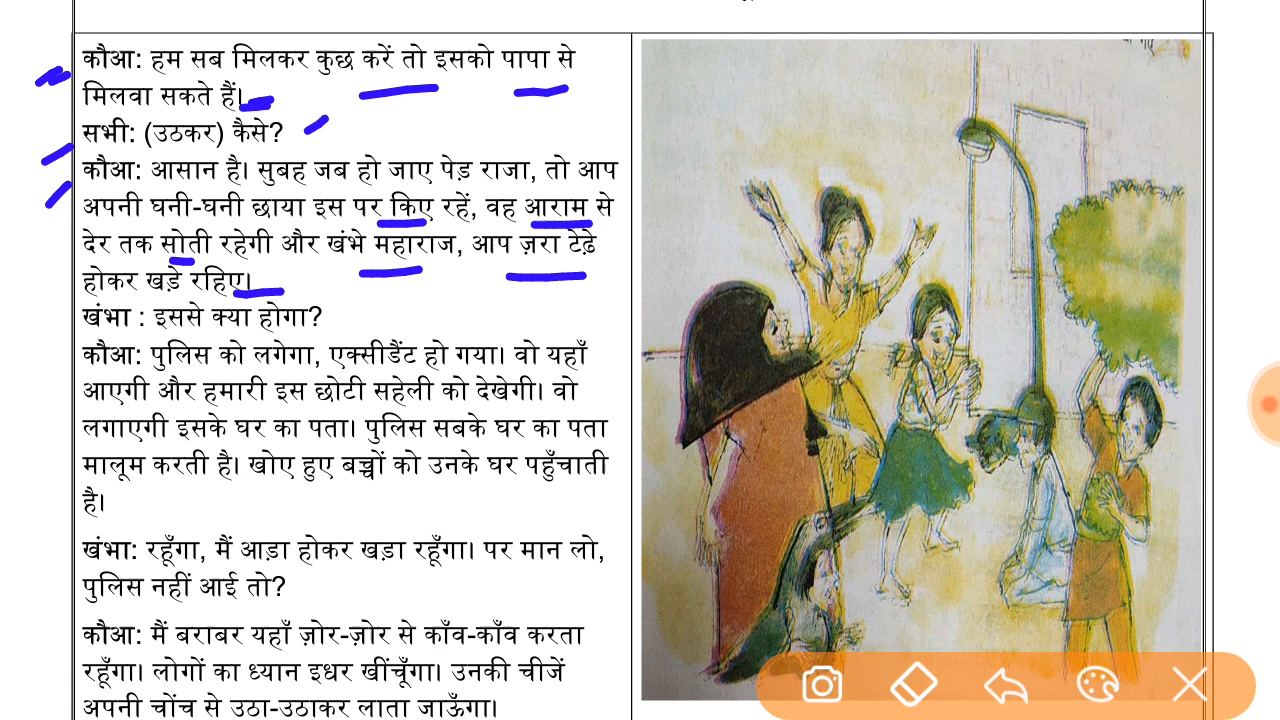 कौआ: हम सब मिलकर कुछ करें तो इसको पापा से
मिलवा सकते हैं।
सभी: (उठकर) कैसे?
कौआ: आसान है। सुबह जब हो जाए पेड़ राजा, तो आप
अपनी घनी-घनी छाया इस पर किए रहें, वह आराम से
देर तक सोती रहेगी और खंभे महाराज, आप ज़रा टेढ़े
होकर खड़े रहिए।
खंभा : इससे क्या होगा?
कौआ: पुलिस को लगेगा, एक्सीडैंट हो गया। वो यहाँ
आएगी और हमारी इस छोटी सहेली को देखेगी। वो
लगाएगी इसके घर का पता। पुलिस सबके घर का पता
मालूम करती है। खोए हुए बच्चों को उनके घर पहुँचाती
है।
खंभा: रहूँगा, मैं आड़ा होकर खड़ा रहूँगा। पर मान लो,
पुलिस नहीं आई तो?
कौआ: मैं बराबर यहाँ ज़ोर-ज़ोर से काँव-काँव करता
रहूँगा। लोगों का ध्यान इधर खींचूँगा। उनकी चीजें
अपनी चोंच से उठा-उठाकर लाता जाऊँगा।